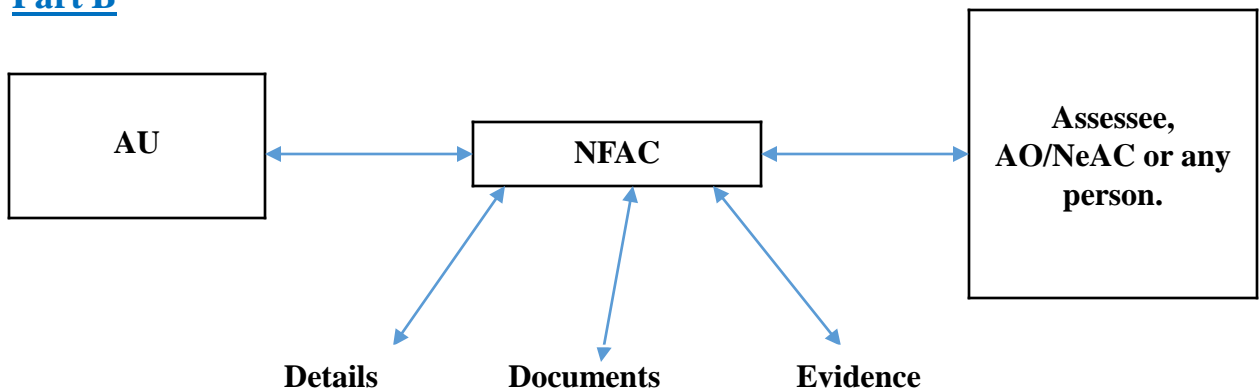 Part B
AU
NFAC
Assessee,
AO/NeAC or any
person.
Details
Documents
Evidence